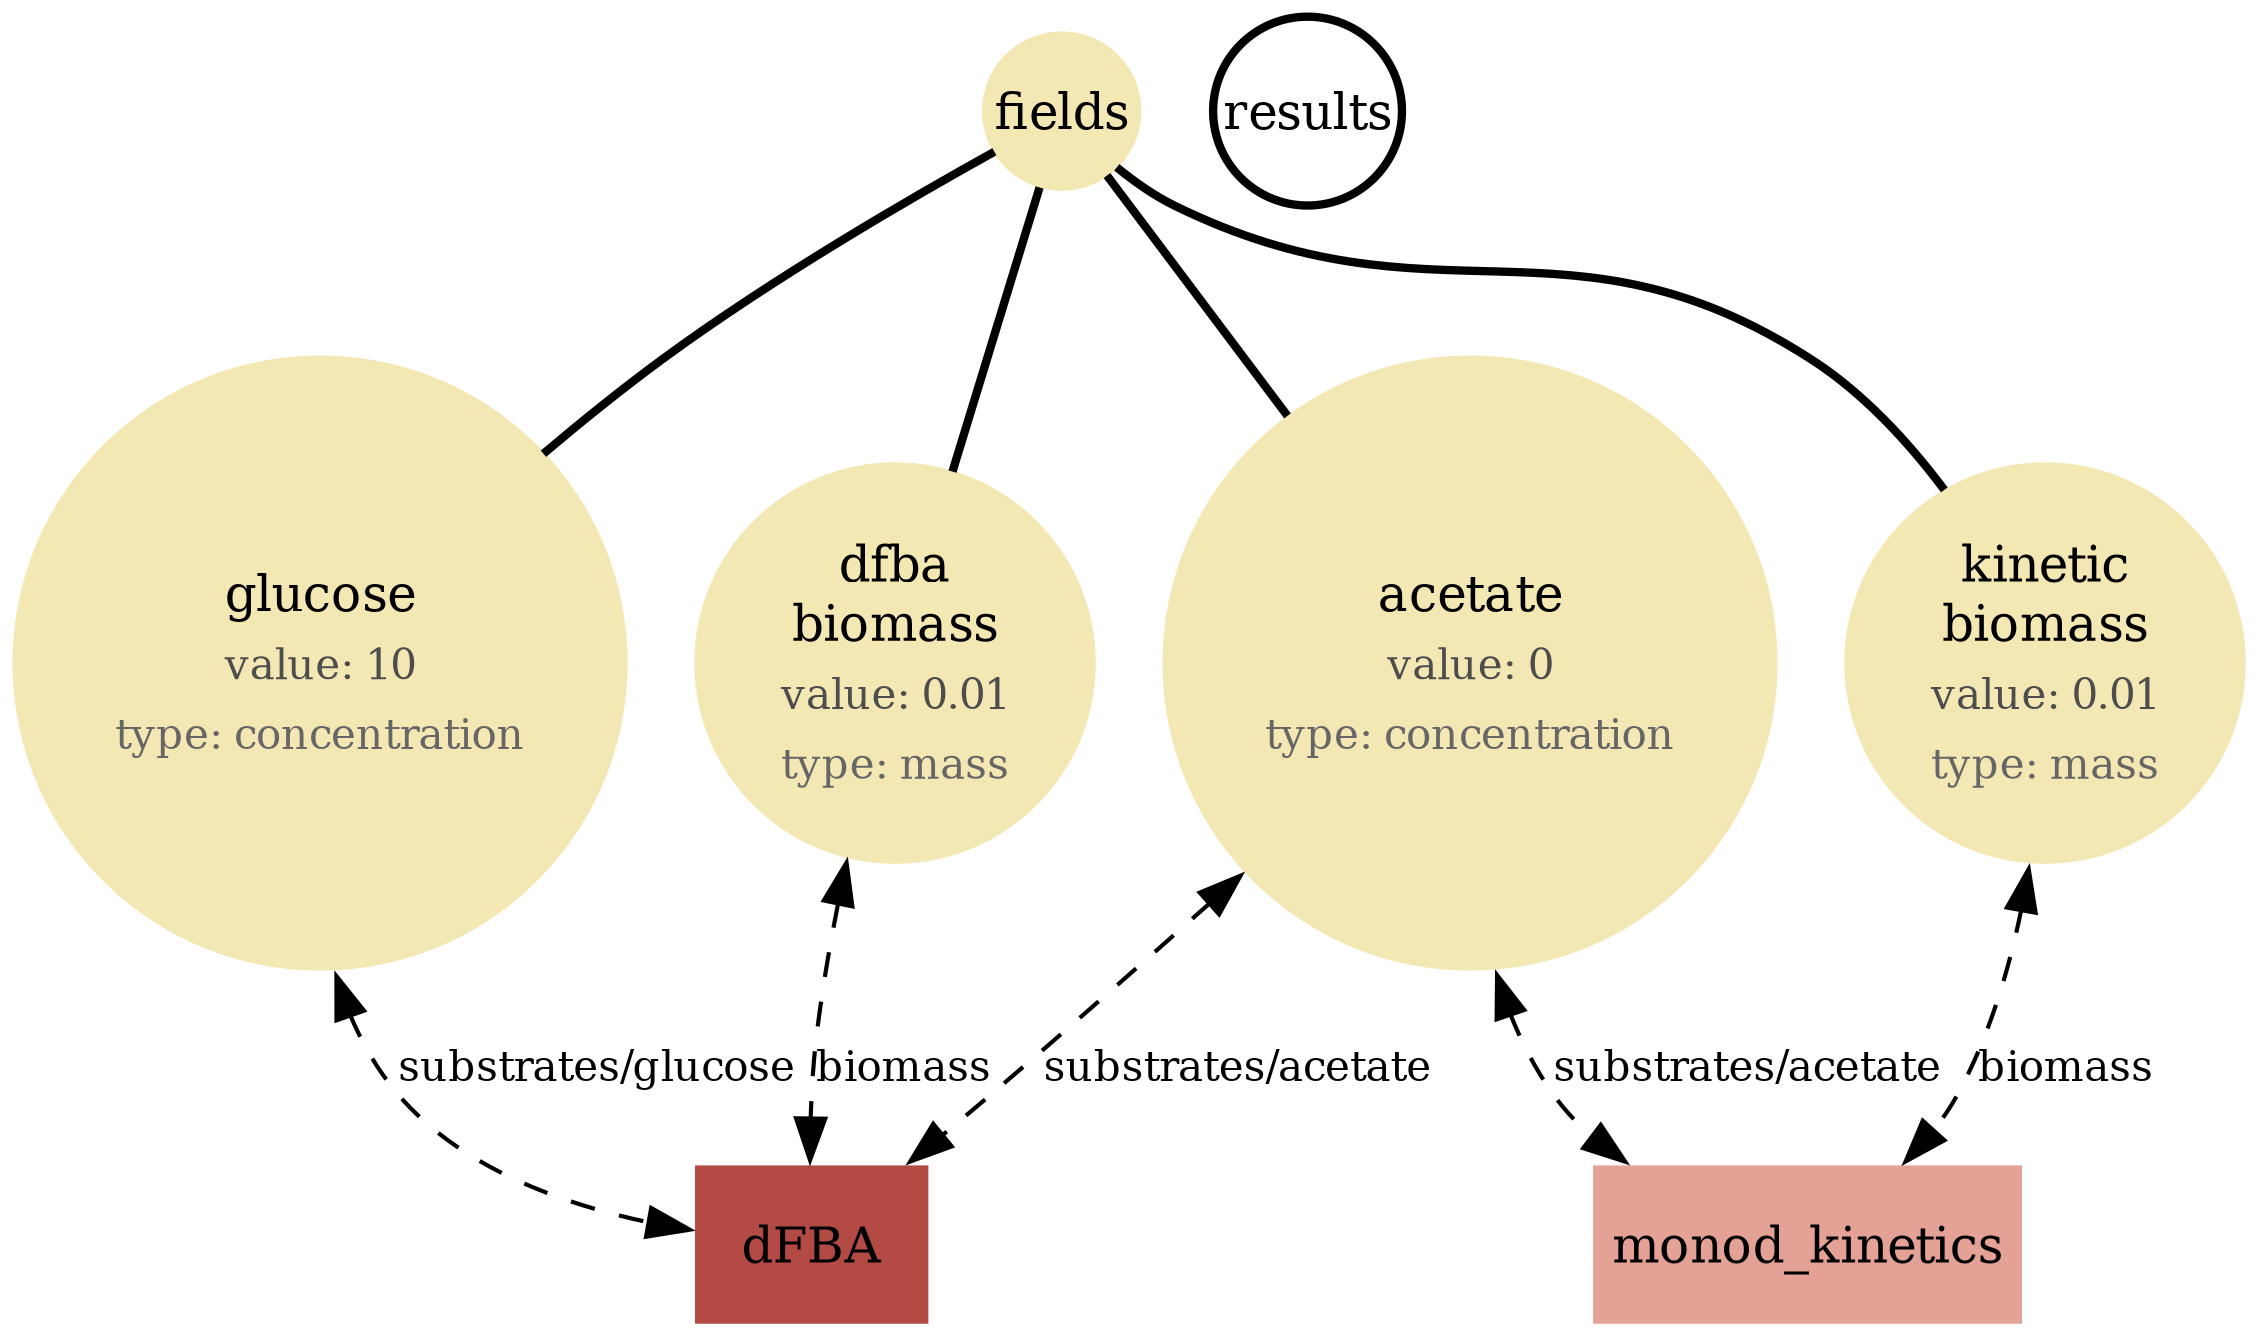 fields
results
glucose
value: 10
type: concentration
dfba
biomass
value: 0.01
type: mass
acetate
value: 0
type: concentration
kinetic
biomass
value: 0.01
type: mass
substrates/glucose
biomass
substrates/acetate
substrates/acetate
biomass
dFBA
monod_kinetics